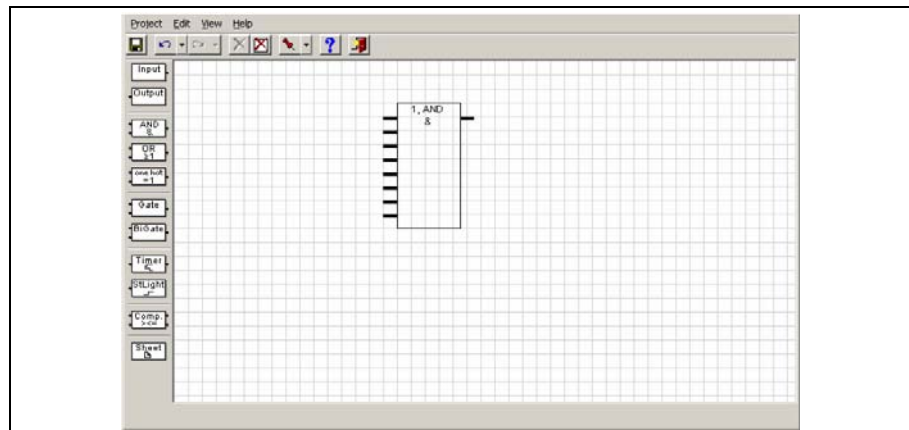 Project Edit View Help
?
Input
Output
1, AND
&
AND
&
OR
≥1
one hot
=1
Gate
BiGate
Timer
StLight
Comp.
><=
Sheet